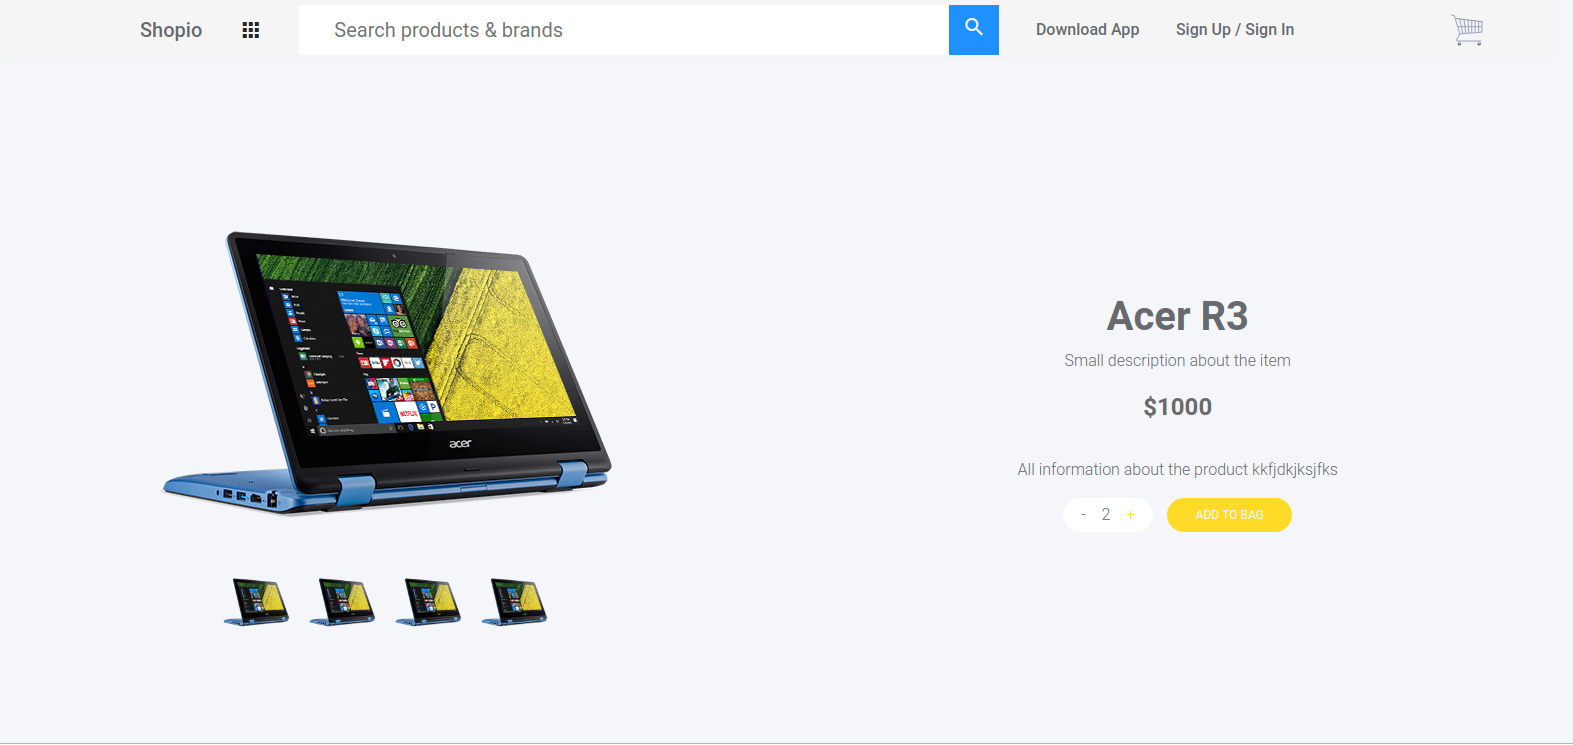 Shopio
Search products & brands
Download App
Sign Up / Sign In
acer
NETFLIX
Acer R3
Small description about the item
$1000
All information about the product kkfjdkjksjfks
- 2 +
ADD TO BAG